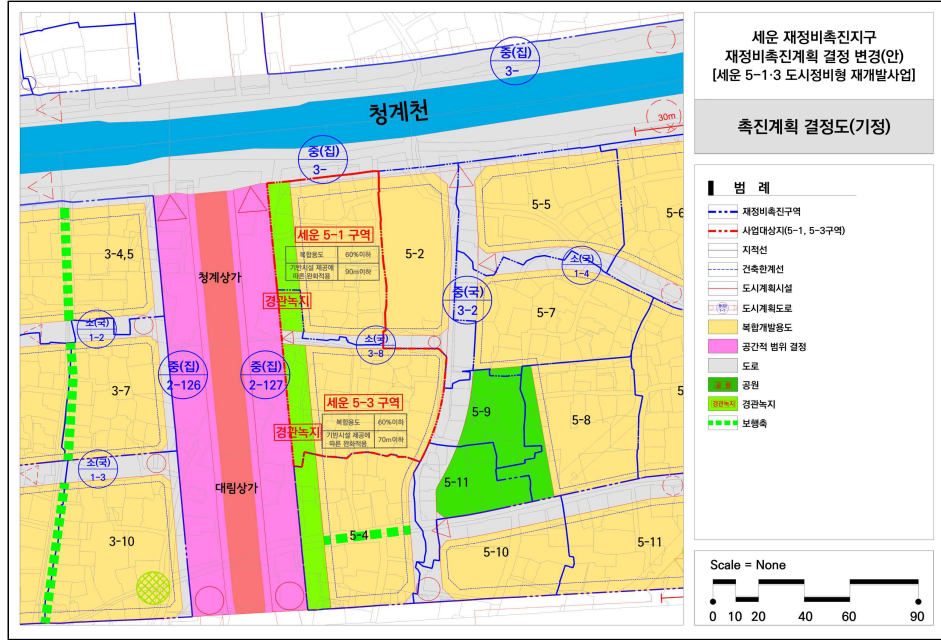 세운 재정비촉진지구
재정비촉진계획 결정 변경(안)
[세운 5-1·3 도시정비형 재개발사업]
촉진계획 결정도(기정)
범 례
재정비촉진구역
사업대상지(5-1, 5-3구역)
지적선
건축한계선
도시계획시설
도시계획도로
복합개발용도
공간적 범위 결정
도로
공원
경관녹지 경관녹지
보행축
Scale = None
0 10 20 40 60 90
중(집)
3-
청계천
30m
중(집)
3-
5-5
5-6
3-4,5
세운 5-1 구역
복합용도 60%이하
기반시설 제공에
따른 완화적용 90m이하
5-2
소(국)
1-4
청계상가
경관녹지
중(국)
3-2
5-7
소(국)
1-2
소(국)
3-8
중(집)
2-126
중(집)
2-127
3-7
세운 5-3 구역
복합용도 60%이하
기반시설 제공에
따른 완화적용 70m이하
5-9
5-8
경관녹지
소(국)
1-3
대림상가
5-11
3-10
5-4
5-10
5-11